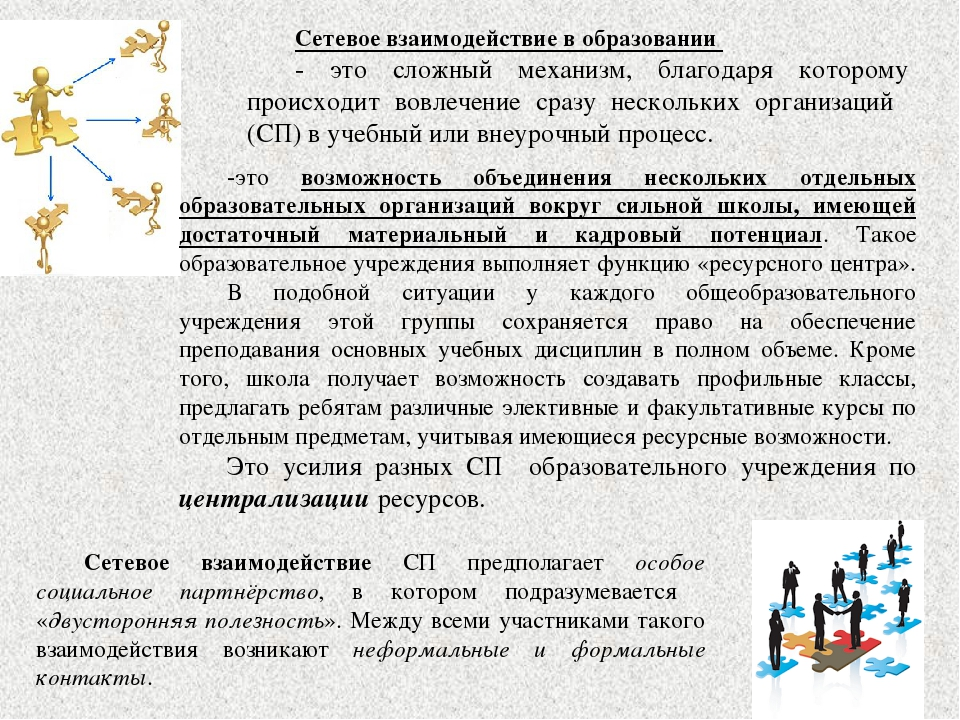 Сетевое взаимодействие в образовании
- это сложный механизм, благодаря которому
происходит вовлечение сразу нескольких организаций
(СП) в учебный или внеурочный процесс.
-это возможность объединения нескольких отдельных
образовательных организаций вокруг сильной школы, имеющей
достаточный материальный и кадровый потенциал. Такое
образовательное учреждения выполняет функцию «ресурсного центра».
В подобной ситуации у каждого общеобразовательного
учреждения этой группы сохраняется право на обеспечение
преподавания основных учебных дисциплин в полном объеме. Кроме
того, школа получает возможность создавать профильные классы,
предлагать ребятам различные элективные и факультативные курсы по
отдельным предметам, учитывая имеющиеся ресурсные возможности.
Это усилия разных СП образовательного учреждения по
централизации ресурсов.
Сетевое взаимодействие СП предполагает особое
социальное партнёрство, в котором подразумевается
«двусторонняя полезность». Между всеми участниками такого
взаимодействия возникают неформальные и формальные
контакты.